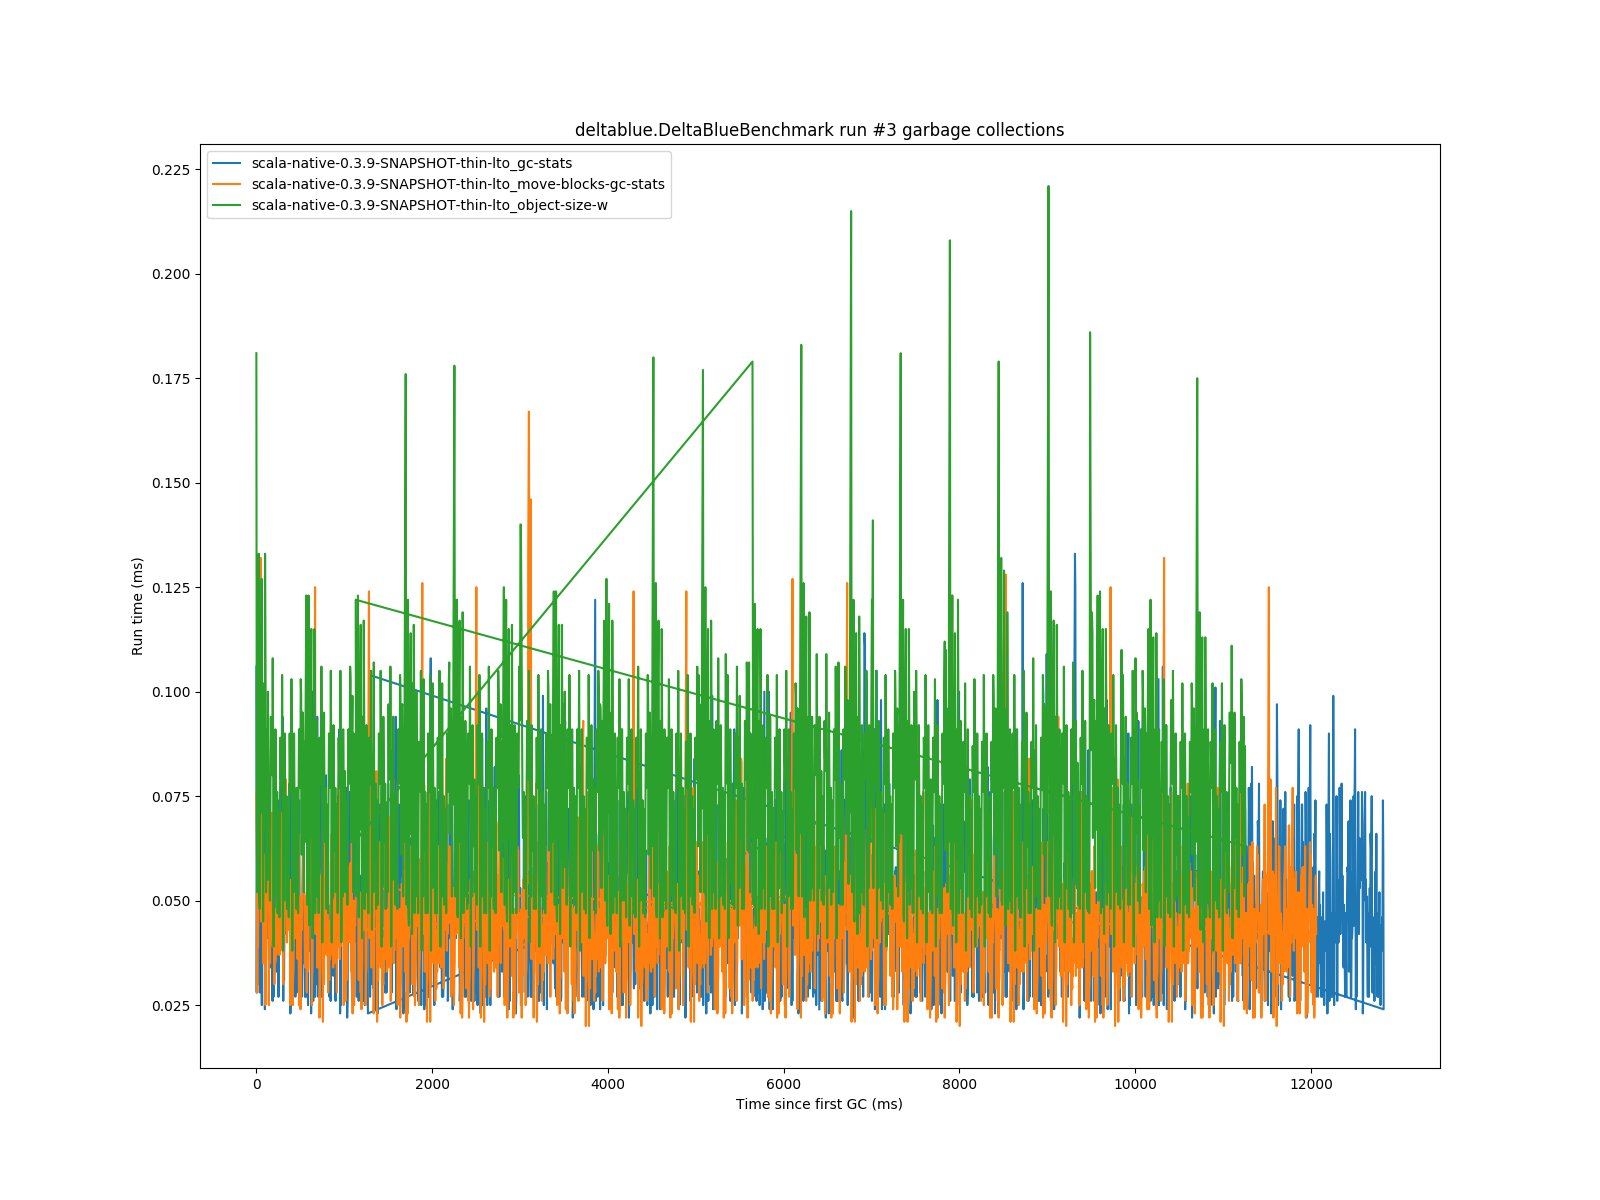 deltablue.DeltaBlueBenchmark run #3 garbage collections
scala-native-0.3.9-SNAPSHOT-thin-lto_gc-stats
scala-native-0.3.9-SNAPSHOT-thin-lto_move-blocks-gc-stats
scala-native-0.3.9-SNAPSHOT-thin-lto_object-size-w
0.225
0.200
0.175
0.150
0.125
0.100
0.075
0.050
0.025
Run time (ms)
0 2000 4000 6000 8000 10000 12000
Time since first GC (ms)